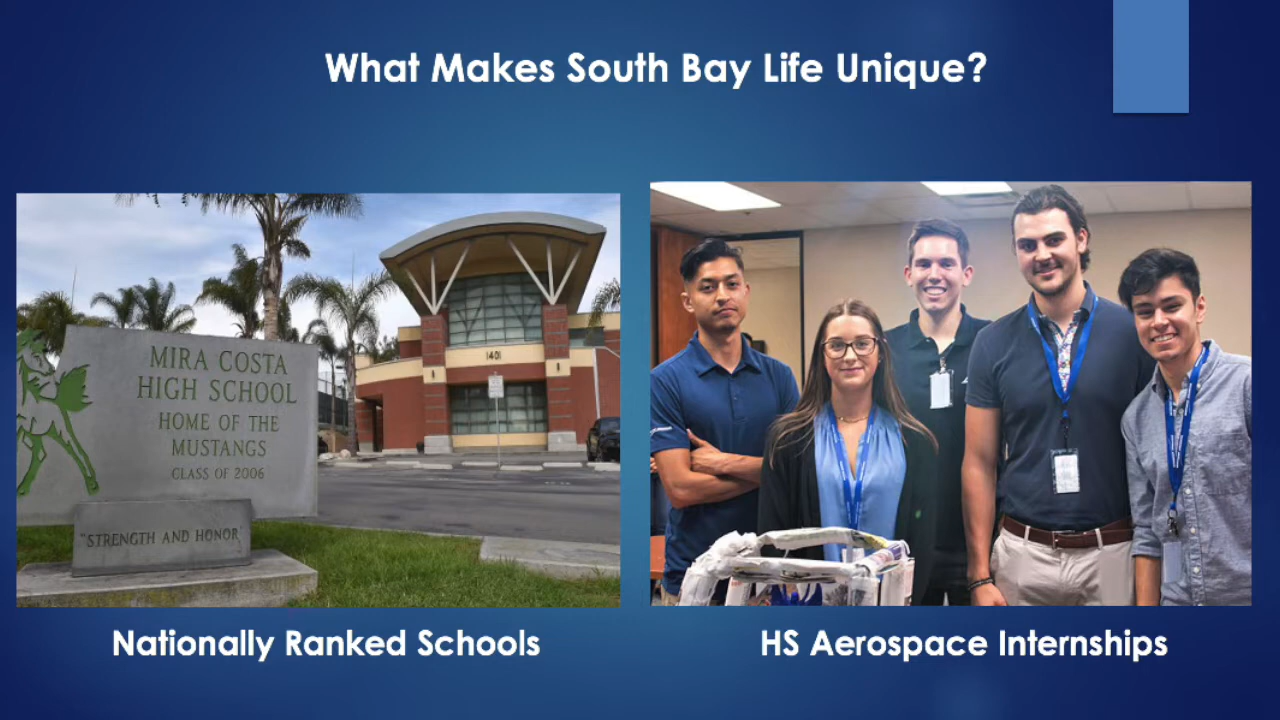 What Makes South Bay Life Unique?
MIRA COSTA
HIGH SCHOOL
HOME OF THE
MUSTANGS
CLASS OF 2006
"STRENGTH AND HONOR"
1401
Nationally Ranked Schools
HS Aerospace Internships